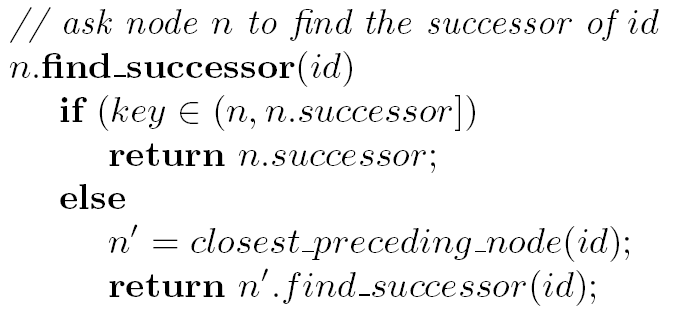 // ask node n to find the successor of id
n.find_successor(id)
if (key ∈ (n, n.successor])
return n.successor;
else
n′ = closest_preceding_node(id);
return n′.find_successor(id);